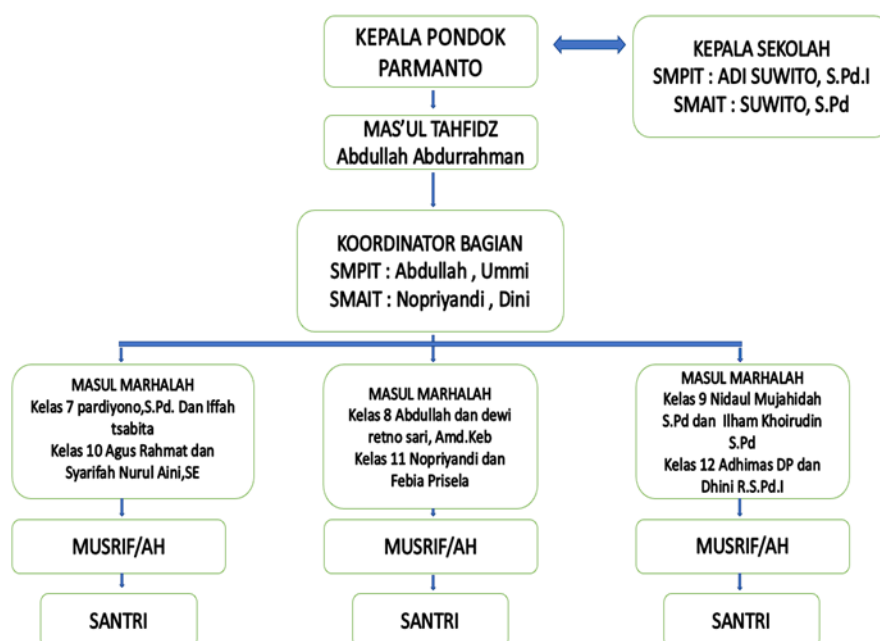 KEPALA PONDOK
PARMANTO
KEPALA SEKOLAH
SMPIT : ADI SUWITO, S.Pd.I
SMAIT : SUWITO, S.Pd
MAS'UL TAHFIDZ
Abdullah Abdurrahman
KOORDINATOR BAGIAN
SMPIT : Abdullah , Ummi
SMAIT : Nopriyandi , Dini
MASUL MARHALAH
Kelas 7 pardiyono,S.Pd. Dan Iffah
tsabita
Kelas 10 Agus Rahmat dan
Syarifah Nurul Aini,SE
MASUL MARHALAH
Kelas 8 Abdullah dan dewi
retno sari, Amd.Keb
Kelas 11 Nopriyandi dan
Febia Prisela
MASUL MARHALAH
Kelas 9 Nidaul Mujahidah
S.Pd dan Ilham Khoirudin
S.Pd
Kelas 12 Adhimas DP dan
Dhini R.S.Pd.I
MUSRIF/AH
MUSRIF/AH
MUSRIF/AH
SANTRI
SANTRI
SANTRI